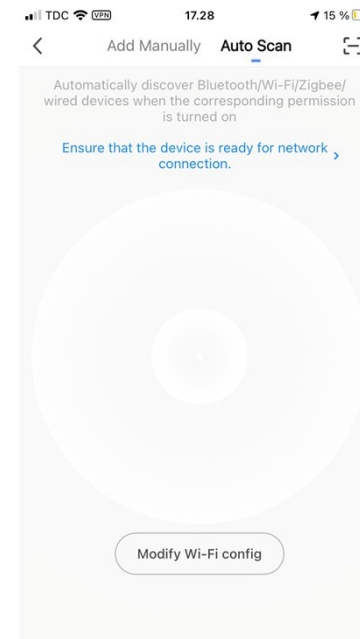 TDC VPN 17.28 15 %
Add Manually Auto Scan
Automatically discover Bluetooth/Wi-Fi/Zigbee/
wired devices when the corresponding permission
is turned on
Ensure that the device is ready for network
connection.
Modify Wi-Fi config